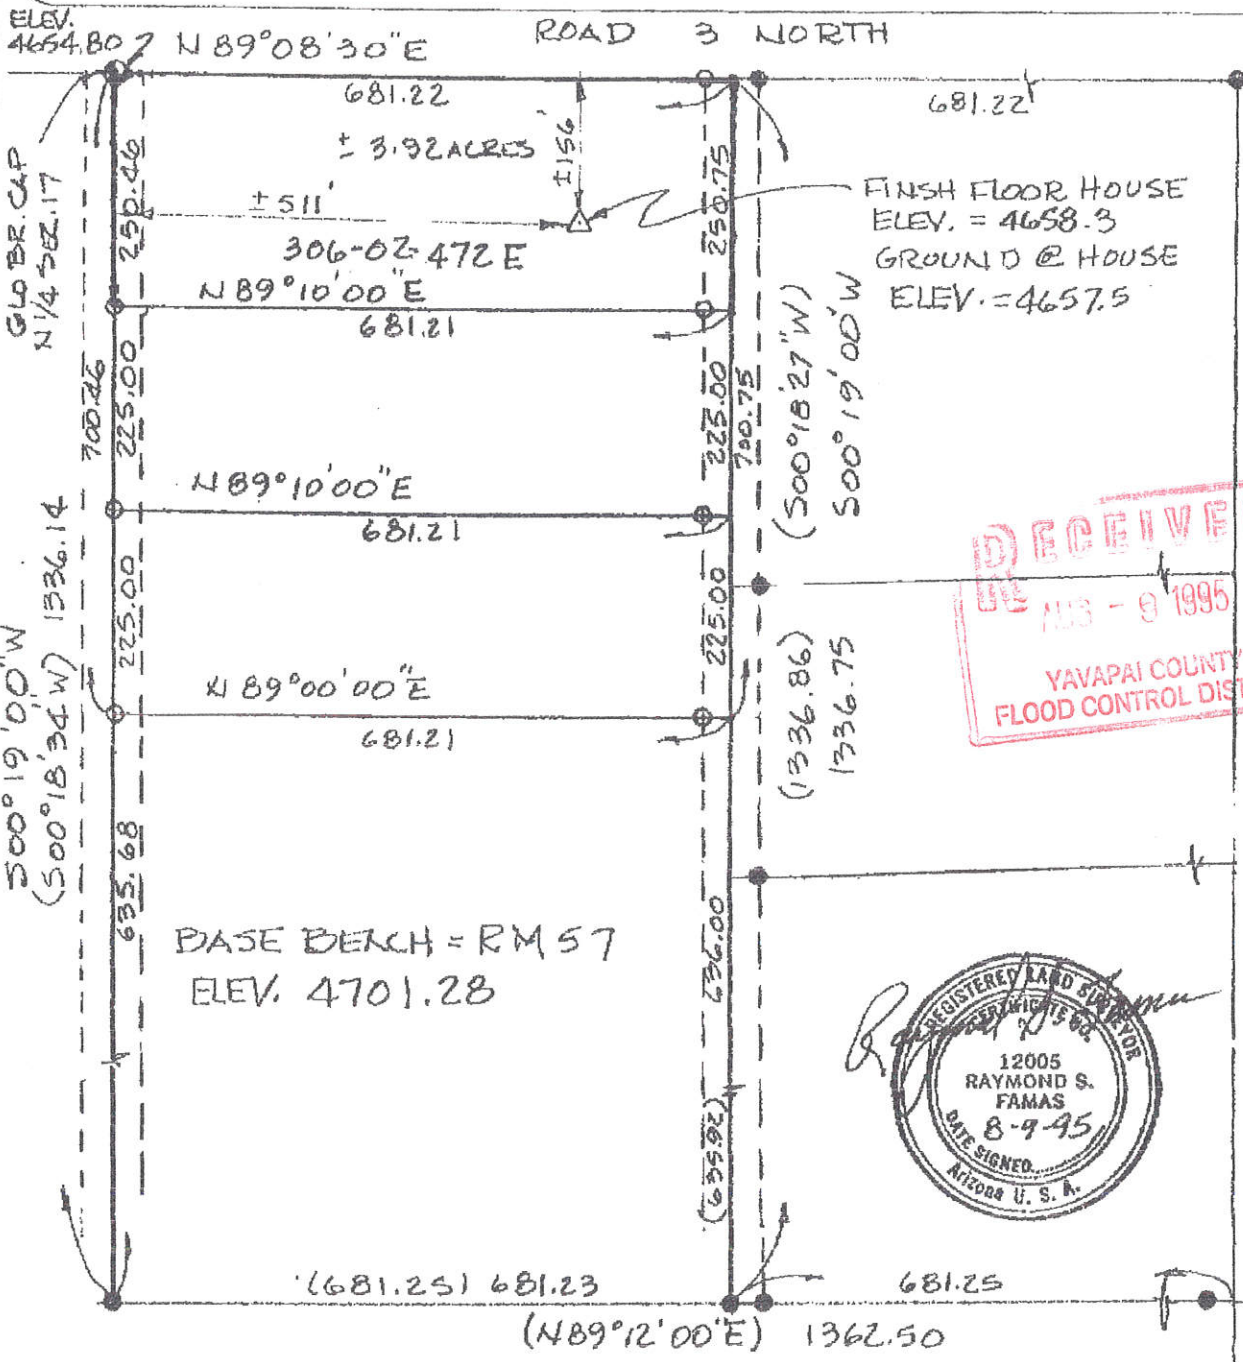 ELEV.
4654.80
N 89°08'30"E
ROAD 3 NORTH
681.22
681.22
± 3.92 ACRES
±156'
250.46
250.75
± 511'
306-02-472E
FINSH FLOOR HOUSE
ELEV. = 4658.3
GROUND @ HOUSE
ELEV. = 4657.5
GLO BR. CAP
N 1/4 SEC. 17
N 89°10'00"E
681.21
700.46
225.00
225.00
700.75
(S00°18'27"W)
S00°19'00"W
N 89°10'00"E
681.21
S00°19'00"W
(S00°18'34"W) 1336.14
225.00
225.00
(1336.86)
1336.75
RECEIVE
AUG - 9 1995
YAVAPAI COUNTY
FLOOD CONTROL DIST
N 89°00'00"E
681.21
635.68
636.00
(635.92)
BASE BENCH = RM 57
ELEV. 4701.28
REGISTERED LAND SURVEYOR
CERTIFICATE NO.
12005
RAYMOND S.
FAMAS
8-9-95
DATE SIGNED
Arizona U. S. A.
(681.25) 681.23
681.25
(N89°12'00"E) 1362.50